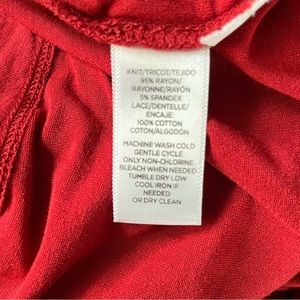 KNIT/TRICOT/TEJIDO
95% RAYON/
RAYONNE/RAYÓN
5% SPANDEX
LACE/DENTELLE/
ENCAJE:
100% COTTON
COTON/ALGODON
MACHINE WASH COLD
GENTLE CYCLE
ONLY NON-CHLORINE
BLEACH WHEN NEEDED
TUMBLE DRY LOW
COOL IRON IF
NEEDED
OR DRY CLEAN